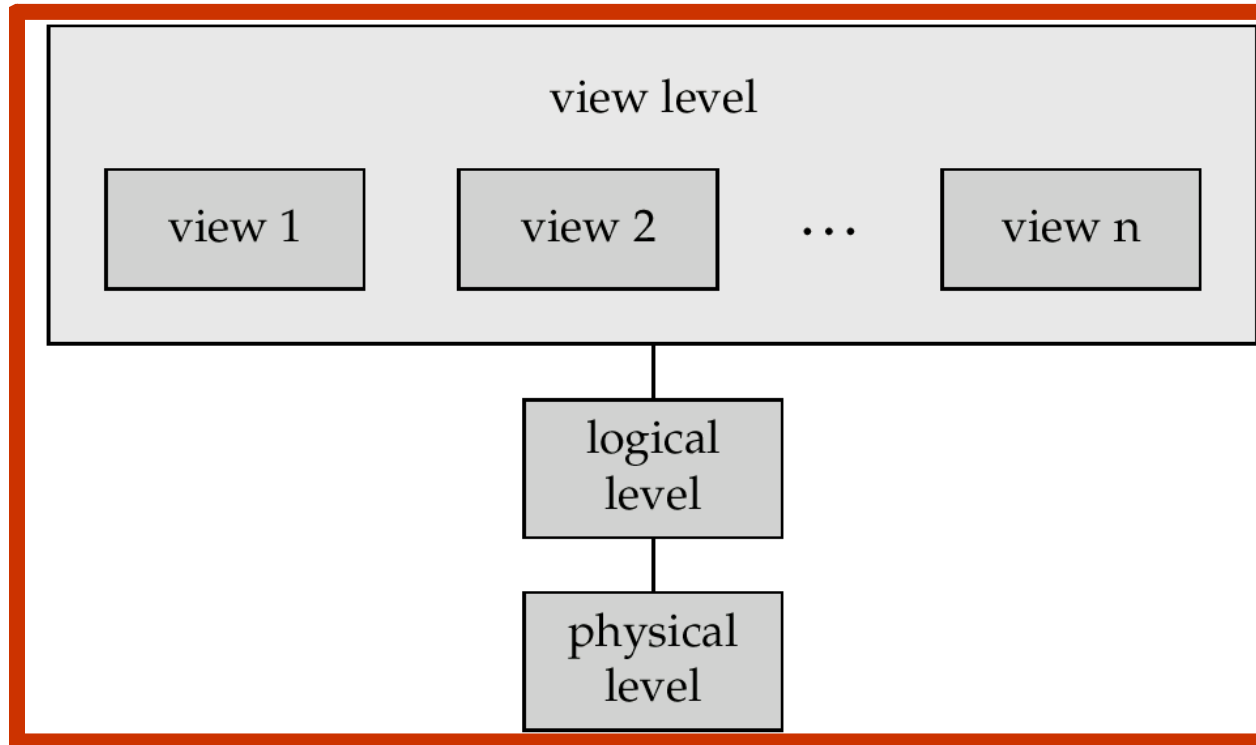 view level
view 1 view 2 ... view n
logical
level
physical
level